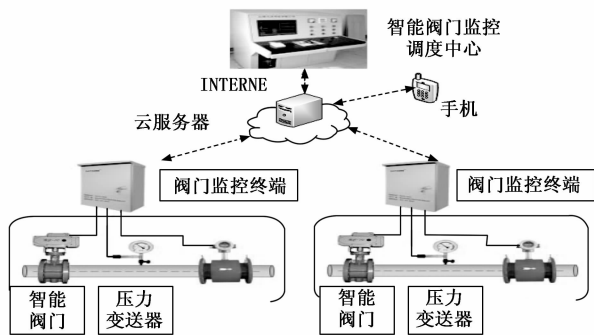 智能阀门监控
调度中心
INTERNE
手机
云服务器
阀门监控终端
阀门监控终端
智能
阀门
压力
变送器
智能
阀门
压力
变送器